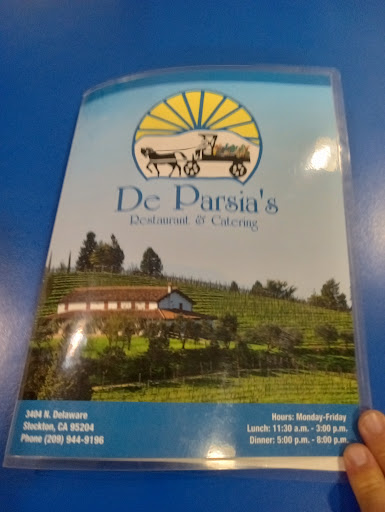 De Parsia's
Restaurant & Catering
3404 N. Delaware
Stockton, CA 95204
Phone (209) 944-9196
Hours: Monday-Friday
Lunch: 11:30 a.m. - 3:00 p.m.
Dinner: 5:00 p.m. - 8:00 p.m.